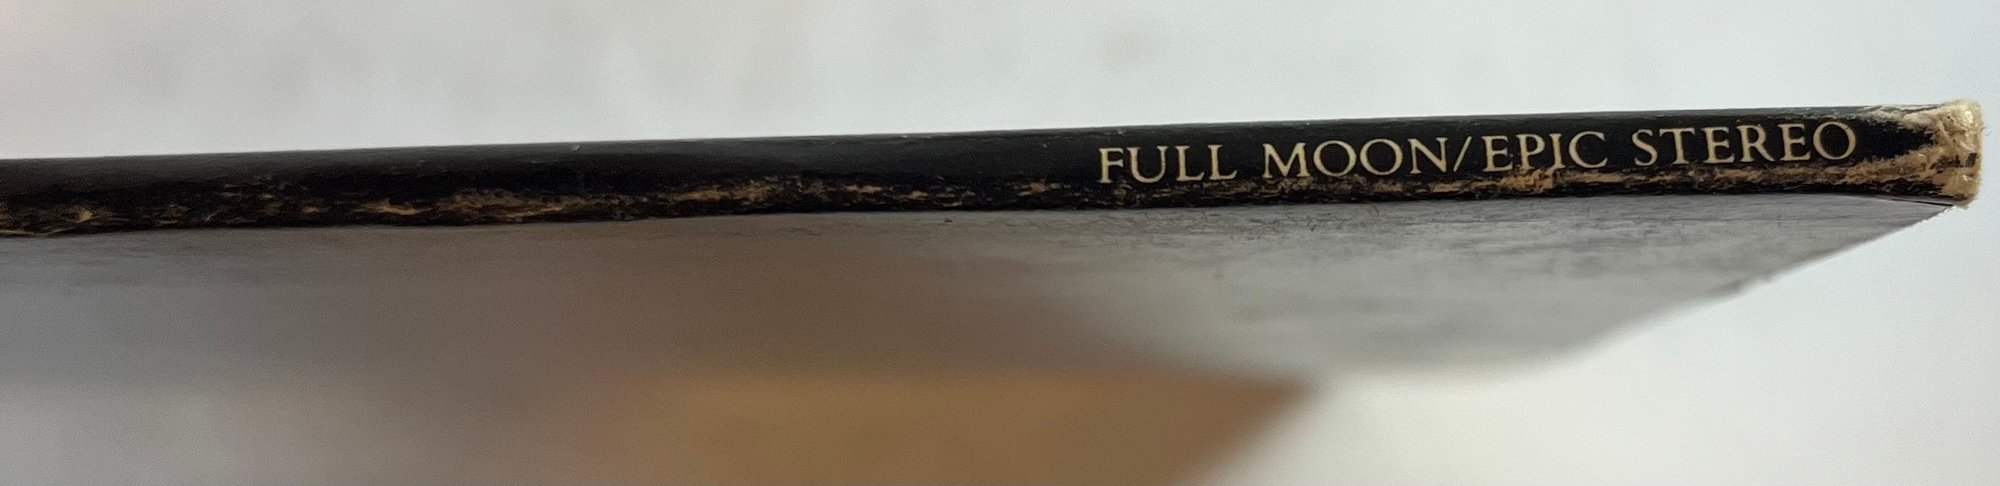 FULL MOON/EPIC STEREO